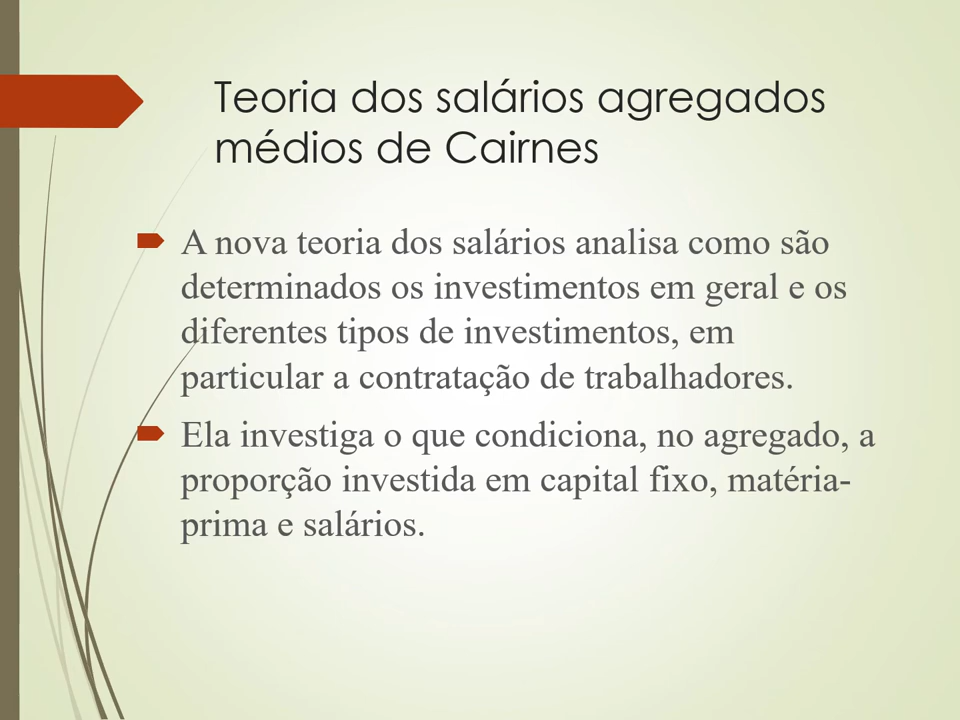 Teoria dos salários agregados
médios de Cairnes
A nova teoria dos salários analisa como são
determinados os investimentos em geral e os
diferentes tipos de investimentos, em
particular a contratação de trabalhadores.
Ela investiga o que condiciona, no agregado, a
proporção investida em capital fixo, matéria-
prima e salários.